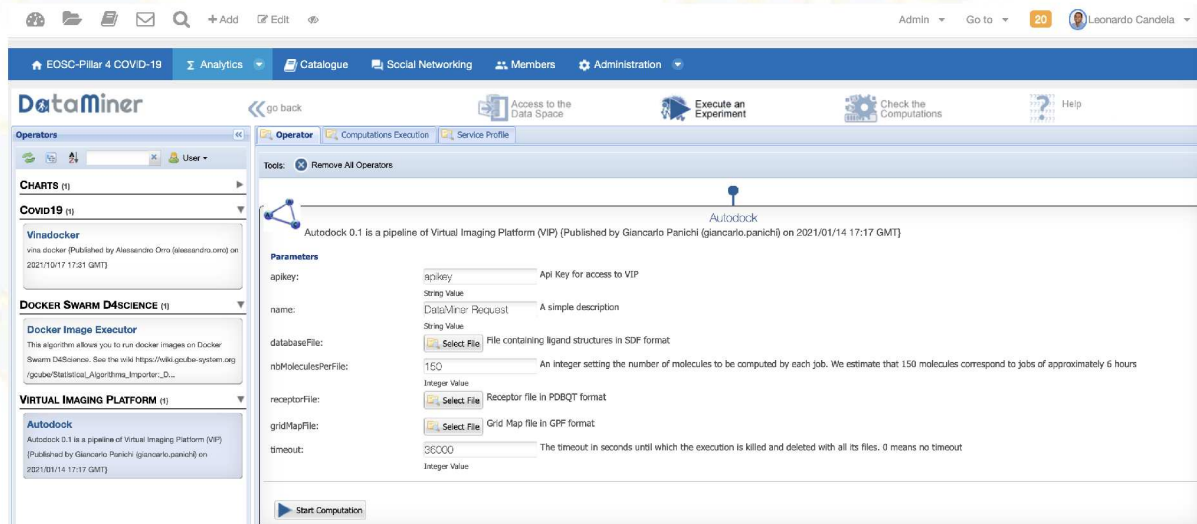 +Add Edit Admin Go to 20 Leonardo Candela
EOSC-Pillar 4 COVID-19 Σ Analytics Catalogue Social Networking Members Administration
DataMiner
go back
Access to the
Data Space
Execute an
Experiment
Check the
Computations
Help
Operators
User
CHARTS (1)
COVID19 (1)
Vinadocker
vina docker {Published by Alessandro Orro (alessandro.orro) on
2021/10/17 17:31 GMT}
DOCKER SWARM D4SCIENCE (1)
Docker Image Executor
This algorithm allows you to run docker images on Docker
Swarm D4Science. See the wiki https://wiki.gcube-system.org
/gcube/Statistical_Algorithms_Importer:_D...
VIRTUAL IMAGING PLATFORM (1)
Autodock
Autodock 0.1 is a pipeline of Virtual Imaging Platform (VIP)
{Published by Giancarlo Panichi (giancarlo.panichi) on
2021/01/14 17:17 GMT}
Operator Computations Execution Service Profile
Tools: Remove All Operators
Autodock
Autodock 0.1 is a pipeline of Virtual Imaging Platform (VIP) {Published by Giancarlo Panichi (giancarlo.panichi) on 2021/01/14 17:17 GMT}
Parameters
apikey: apikey Api Key for access to VIP
String Value
name: DataMiner Request A simple description
String Value
databaseFile: Select File File containing ligand structures in SDF format
nbMoleculesPerFile: 150 An integer setting the number of molecules to be computed by each job. We estimate that 150 molecules correspond to jobs of approximately 6 hours
Integer Value
receptorFile: Select File Receptor file in PDBQT format
gridMapFile: Select File Grid Map file in GPF format
timeout: 36000 The timeout in seconds until which the execution is killed and deleted with all its files. 0 means no timeout
Integer Value
Start Computation